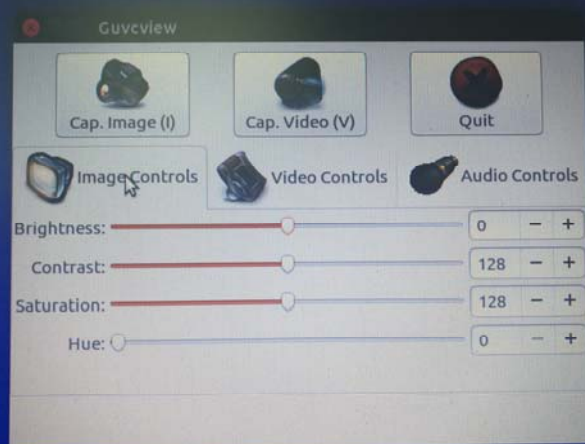 Guvcview
Cap. Image (I) Cap. Video (V) Quit
Image Controls Video Controls Audio Controls
Brightness: 0 − +
Contrast: 128 − +
Saturation: 128 − +
Hue: 0 − +